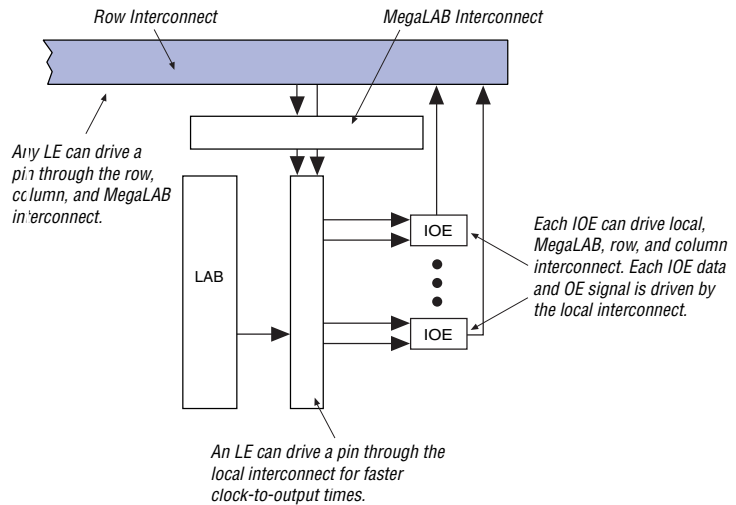 Row Interconnect
MegaLAB Interconnect
Any LE can drive a
pin through the row,
column, and MegaLAB
interconnect.
LAB
IOE
IOE
Each IOE can drive local,
MegaLAB, row, and column
interconnect. Each IOE data
and OE signal is driven by
the local interconnect.
An LE can drive a pin through the
local interconnect for faster
clock-to-output times.